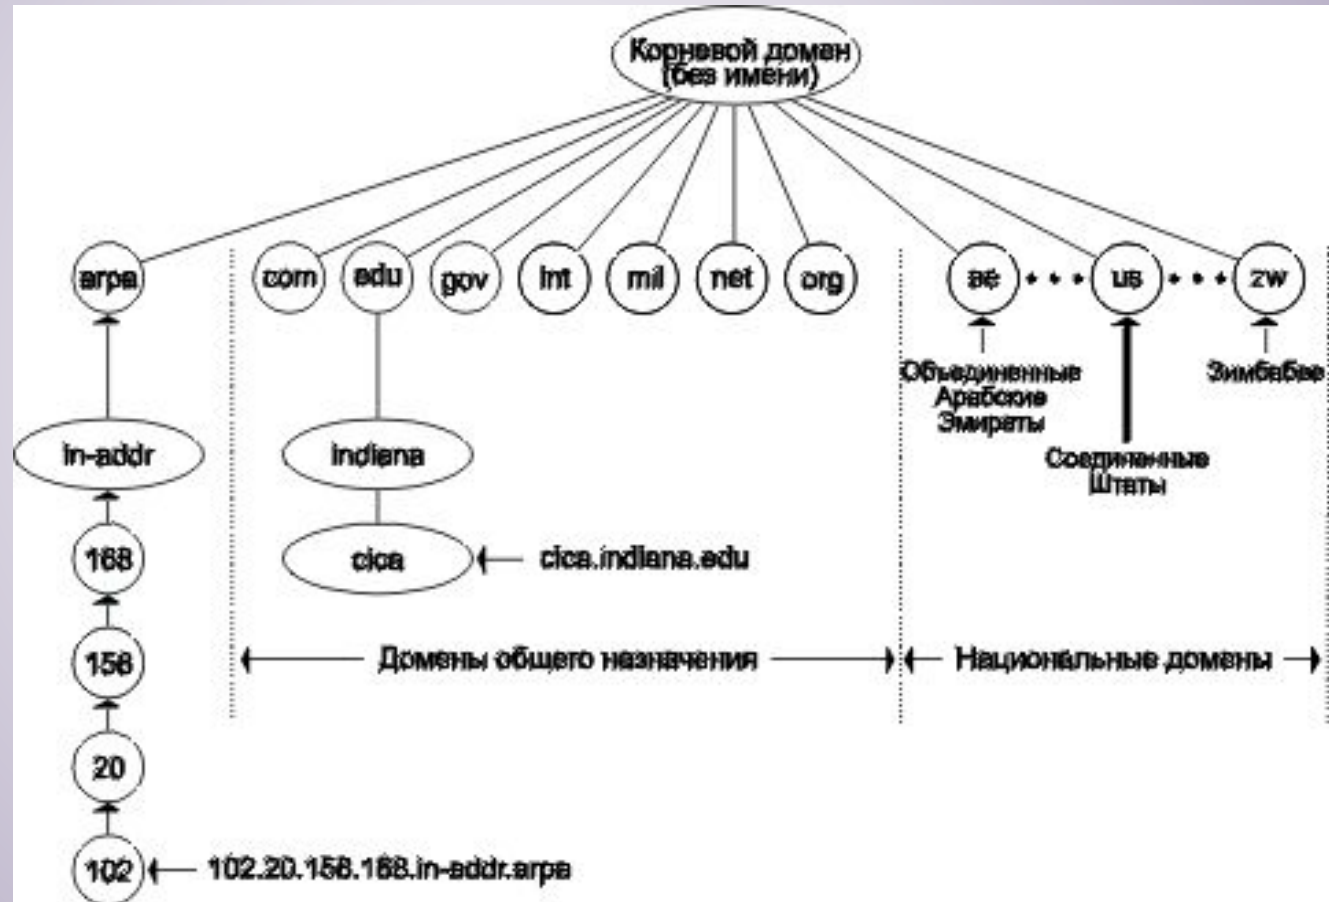 Корневой домен
(без имени)
arpa
com
edu
gov
int
mil
net
org
ae
us
zw
Объединенные
Арабские
Эмираты
Соединенные
Штаты
Зимбабве
in-addr
indiana
168
cica
cica.indiana.edu
158
Домены общего назначения
Национальные домены
20
102
102.20.158.168.in-addr.arpa